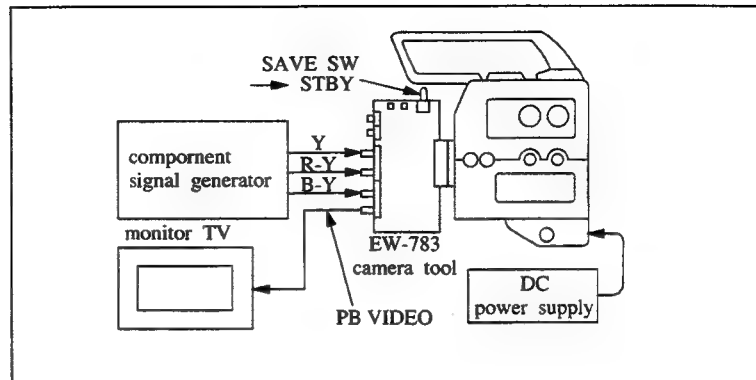 SAVE SW
→ STBY
compornent
signal generator
Y
R-Y
B-Y
monitor TV
EW-783
camera tool
PB VIDEO
DC
power supply